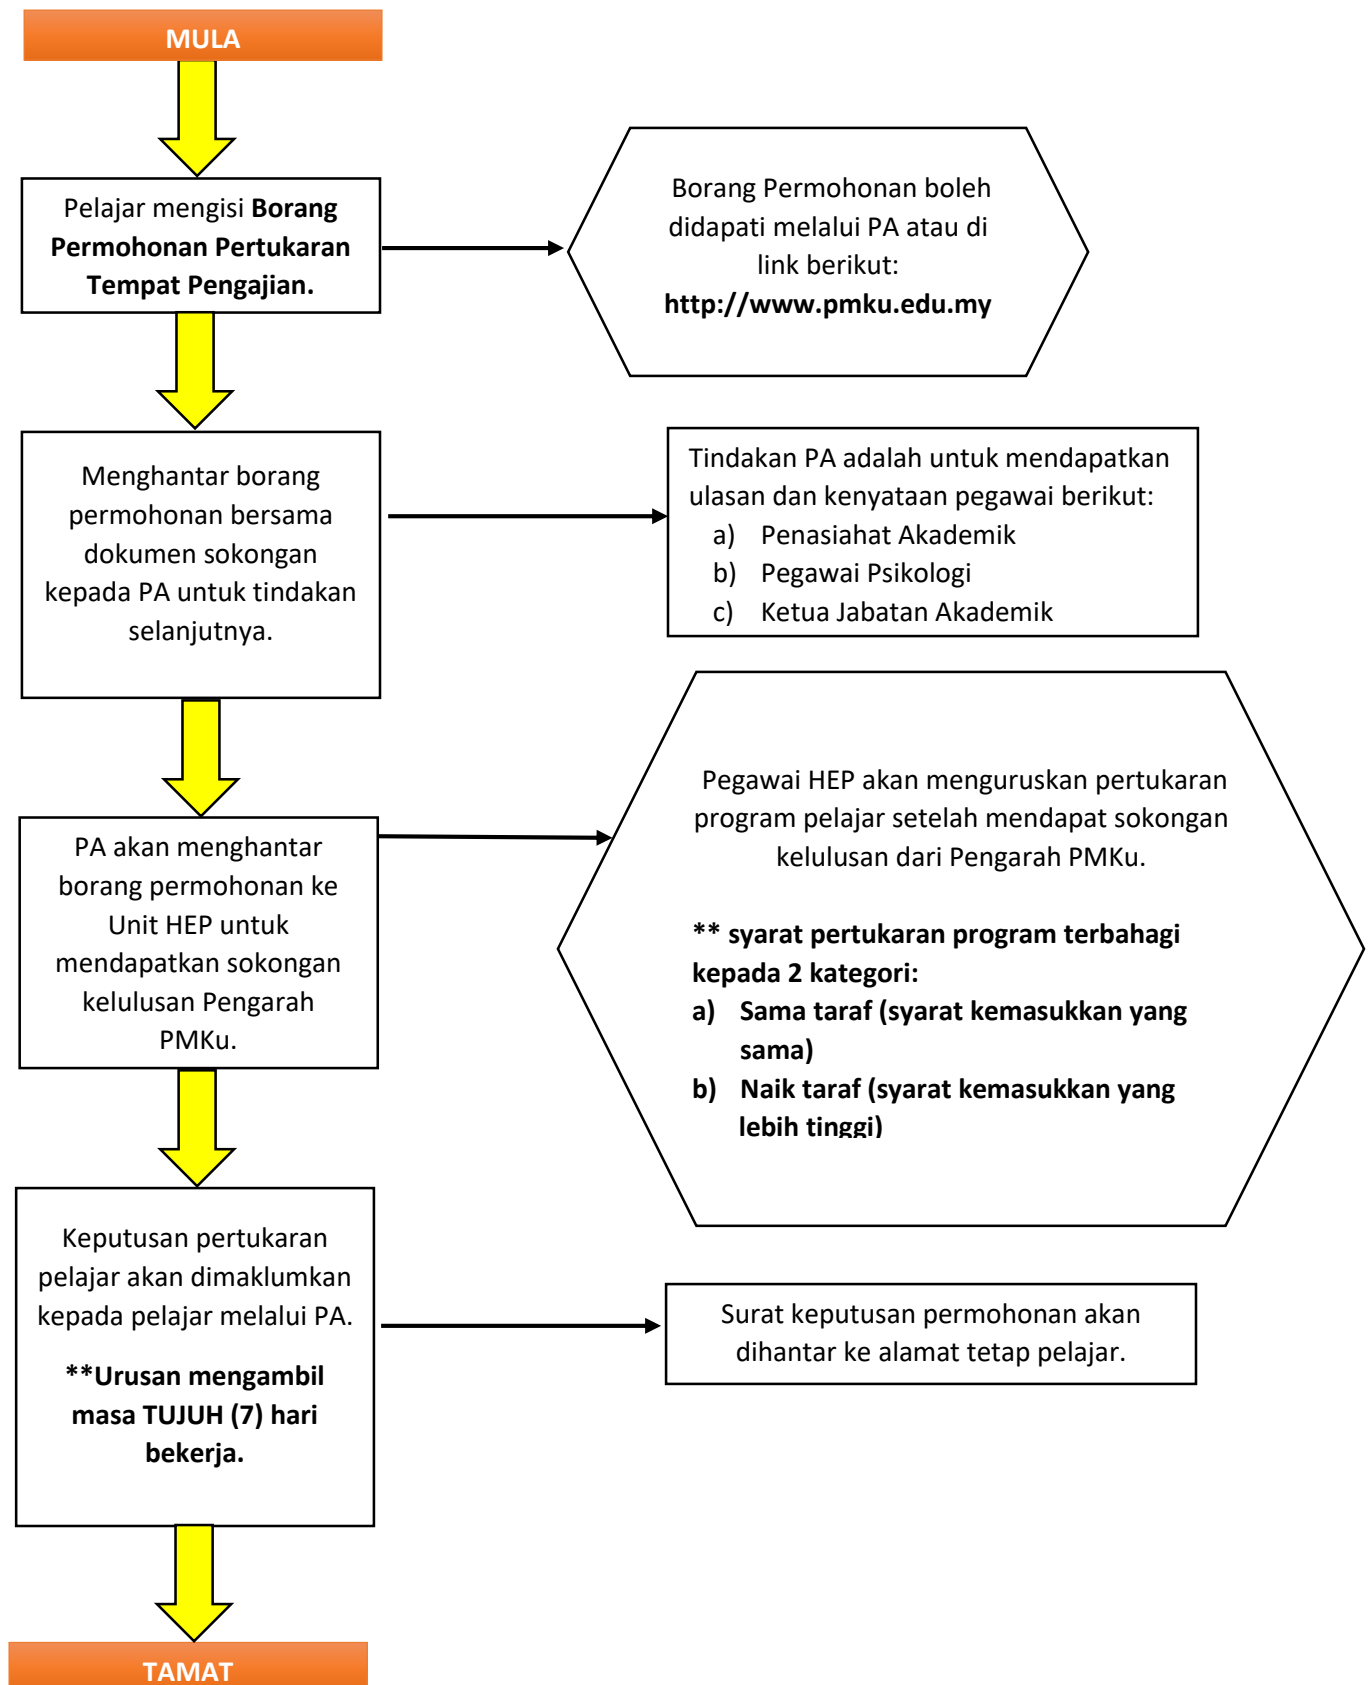 MULA
Pelajar mengisi Borang
Permohonan Pertukaran
Tempat Pengajian.
Borang Permohonan boleh
didapati melalui PA atau di
link berikut:
http://www.pmku.edu.my
Menghantar borang
permohonan bersama
dokumen sokongan
kepada PA untuk tindakan
selanjutnya.
Tindakan PA adalah untuk mendapatkan
ulasan dan kenyataan pegawai berikut:
a) Penasiahat Akademik
b) Pegawai Psikologi
c) Ketua Jabatan Akademik
PA akan menghantar
borang permohonan ke
Unit HEP untuk
mendapatkan sokongan
kelulusan Pengarah
PMKu.
Pegawai HEP akan menguruskan pertukaran
program pelajar setelah mendapat sokongan
kelulusan dari Pengarah PMKu.
** syarat pertukaran program terbahagi
kepada 2 kategori:
a) Sama taraf (syarat kemasukkan yang
sama)
b) Naik taraf (syarat kemasukkan yang
lebih tinggi)
Keputusan pertukaran
pelajar akan dimaklumkan
kepada pelajar melalui PA.
**Urusan mengambil
masa TUJUH (7) hari
bekerja.
Surat keputusan permohonan akan
dihantar ke alamat tetap pelajar.
TAMAT